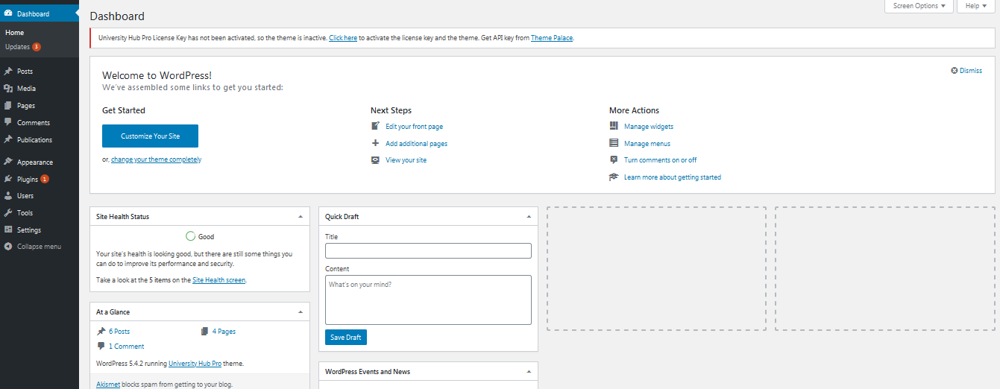 Dashboard
Home
Updates 3
Posts
Media
Pages
Comments
Publications
Appearance
Plugins 1
Users
Tools
Settings
Collapse menu
Screen Options
Help
Dashboard
University Hub Pro License Key has not been activated, so the theme is inactive. Click here to activate the license key and the theme. Get API key from Theme Palace.
Welcome to WordPress!
We've assembled some links to get you started:
Dismiss
Get Started
Customize Your Site
or, change your theme completely
Next Steps
Edit your front page
Add additional pages
View your site
More Actions
Manage widgets
Manage menus
Turn comments on or off
Learn more about getting started
Site Health Status
Good
Your site's health is looking good, but there are still some things you
can do to improve its performance and security.
Take a look at the 5 items on the Site Health screen.
At a Glance
6 Posts
4 Pages
1 Comment
WordPress 5.4.2 running University Hub Pro theme.
Akismet blocks spam from getting to your blog.
Quick Draft
Title
Content
What's on your mind?
Save Draft
WordPress Events and News